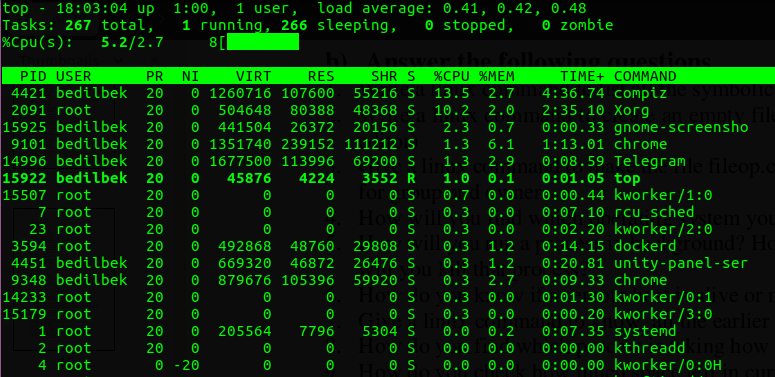 top - 18:03:04 up  1:00,  1 user,  load average: 0.41, 0.42, 0.48
Tasks: 267 total,   1 running, 266 sleeping,   0 stopped,   0 zombie
%Cpu(s):   5.2/2.7     8[
b)   Answer the following questions
  PID USER      PR  NI    VIRT    RES    SHR S  %CPU %MEM     TIME+ COMMAND
 4421 bedilbek  20   0 1260716 107600  55216 S  13.5  2.7   4:36.74 compiz
 2091 root      20   0  504648  80388  48368 S  10.2  2.0   2:35.10 Xorg
15925 bedilbek  20   0  441504  26372  20156 S   2.3  0.7   0:00.33 gnome-screensho
 9101 bedilbek  20   0 1351740 239152 111212 S   1.3  6.1   1:13.01 chrome
14996 bedilbek  20   0 1677500 113996  69200 S   1.3  2.9   0:08.59 Telegram
15922 bedilbek  20   0   45876   4224   3552 R   1.0  0.1   0:01.05 top
15507 root      20   0       0      0      0 S   0.7  0.0   0:00.44 kworker/1:0
    7 root      20   0       0      0      0 S   0.3  0.0   0:07.10 rcu_sched
   23 root      20   0       0      0      0 S   0.3  0.0   0:02.20 kworker/2:0
 3594 root      20   0  492868  48760  29808 S   0.3  1.2   0:14.15 dockerd
 4451 bedilbek  20   0  669320  46872  26476 S   0.3  1.2   0:20.81 unity-panel-ser
 9348 bedilbek  20   0  879676 105396  59920 S   0.3  2.7   0:09.33 chrome
14233 root      20   0       0      0      0 S   0.0  0.0   0:01.30 kworker/0:1
15179 root      20   0       0      0      0 S   0.0  0.0   0:00.20 kworker/3:0
    1 root      20   0  205564   7796   5304 S   0.0  0.2   0:07.35 systemd
    2 root      20   0       0      0      0 S   0.0  0.0   0:00.00 kthreadd
    4 root       0 -20       0      0      0 S   0.0  0.0   0:00.00 kworker/0:0H